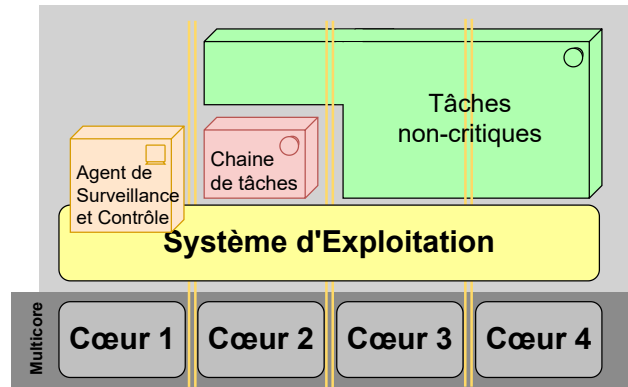 Tâches
non-critiques
Chaine
de tâches
Agent de
Surveillance
et Contrôle
Système d'Exploitation
Multicore
Cœur 1
Cœur 2
Cœur 3
Cœur 4